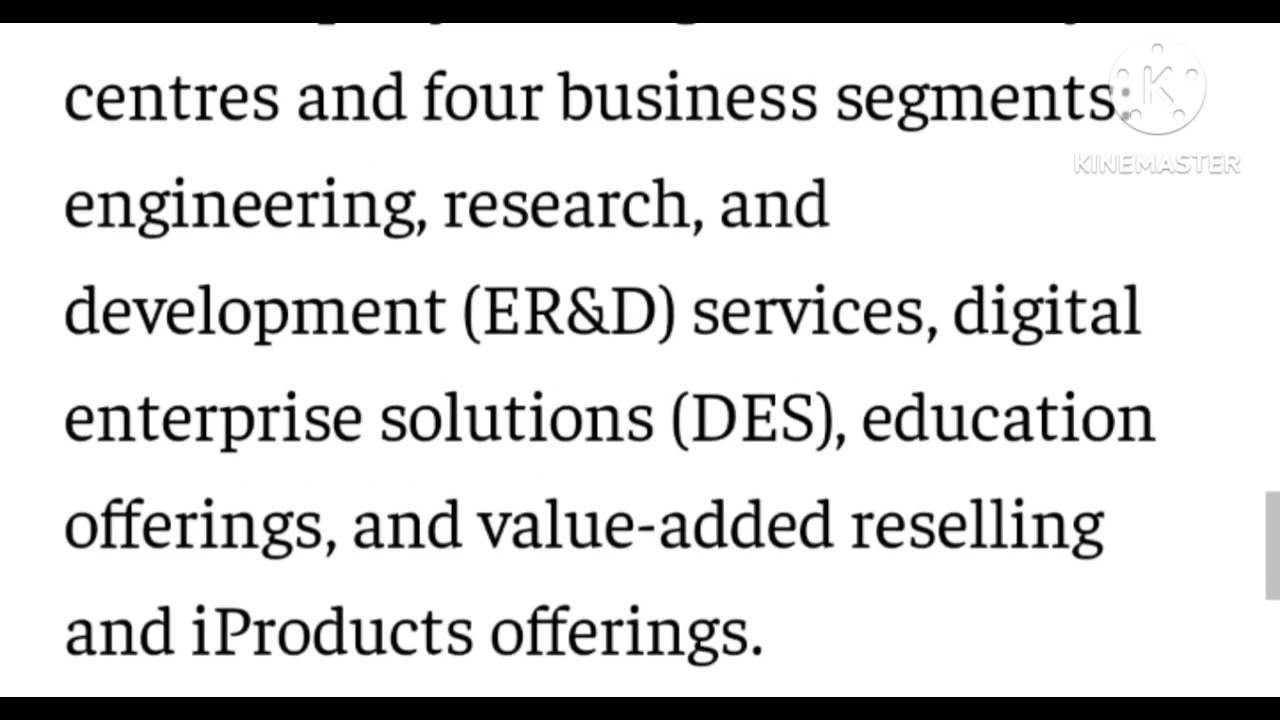 centres and four business segments:
engineering, research, and
development (ER&D) services, digital
enterprise solutions (DES), education
offerings, and value-added reselling
and iProducts offerings.
K
KINEMASTER